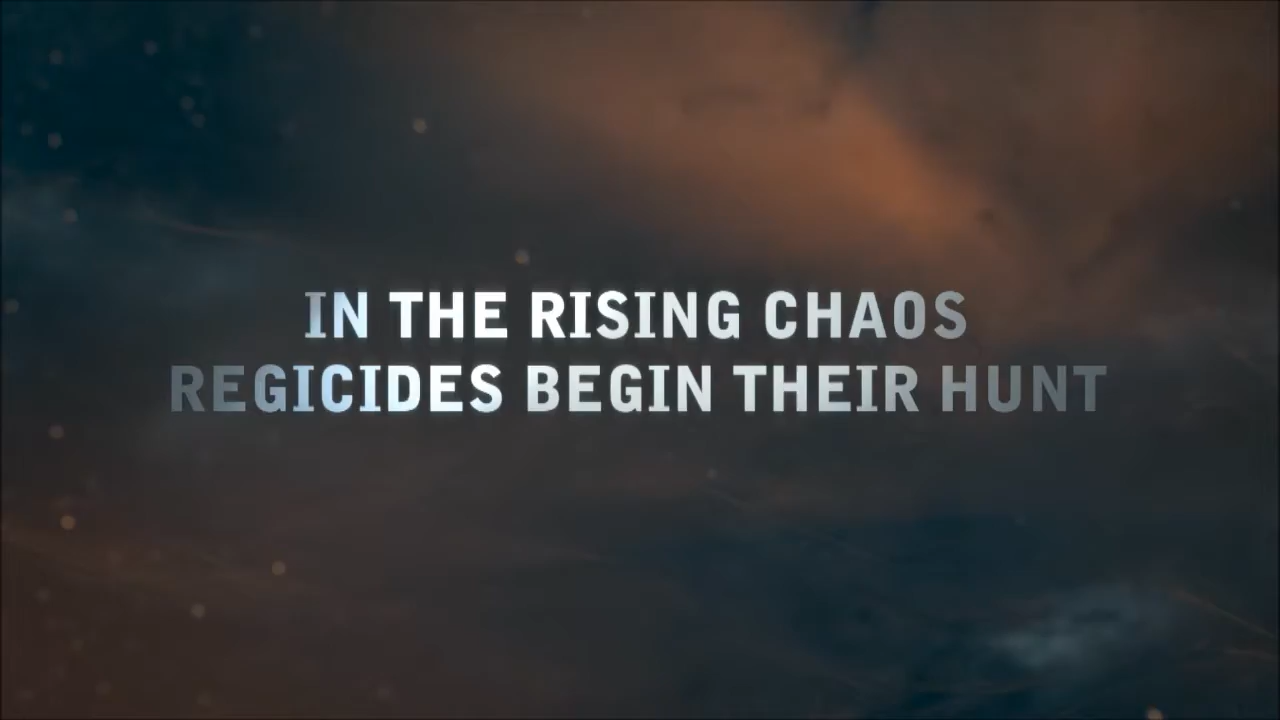 IN THE RISING CHAOS
REGICIDES BEGIN THEIR HUNT